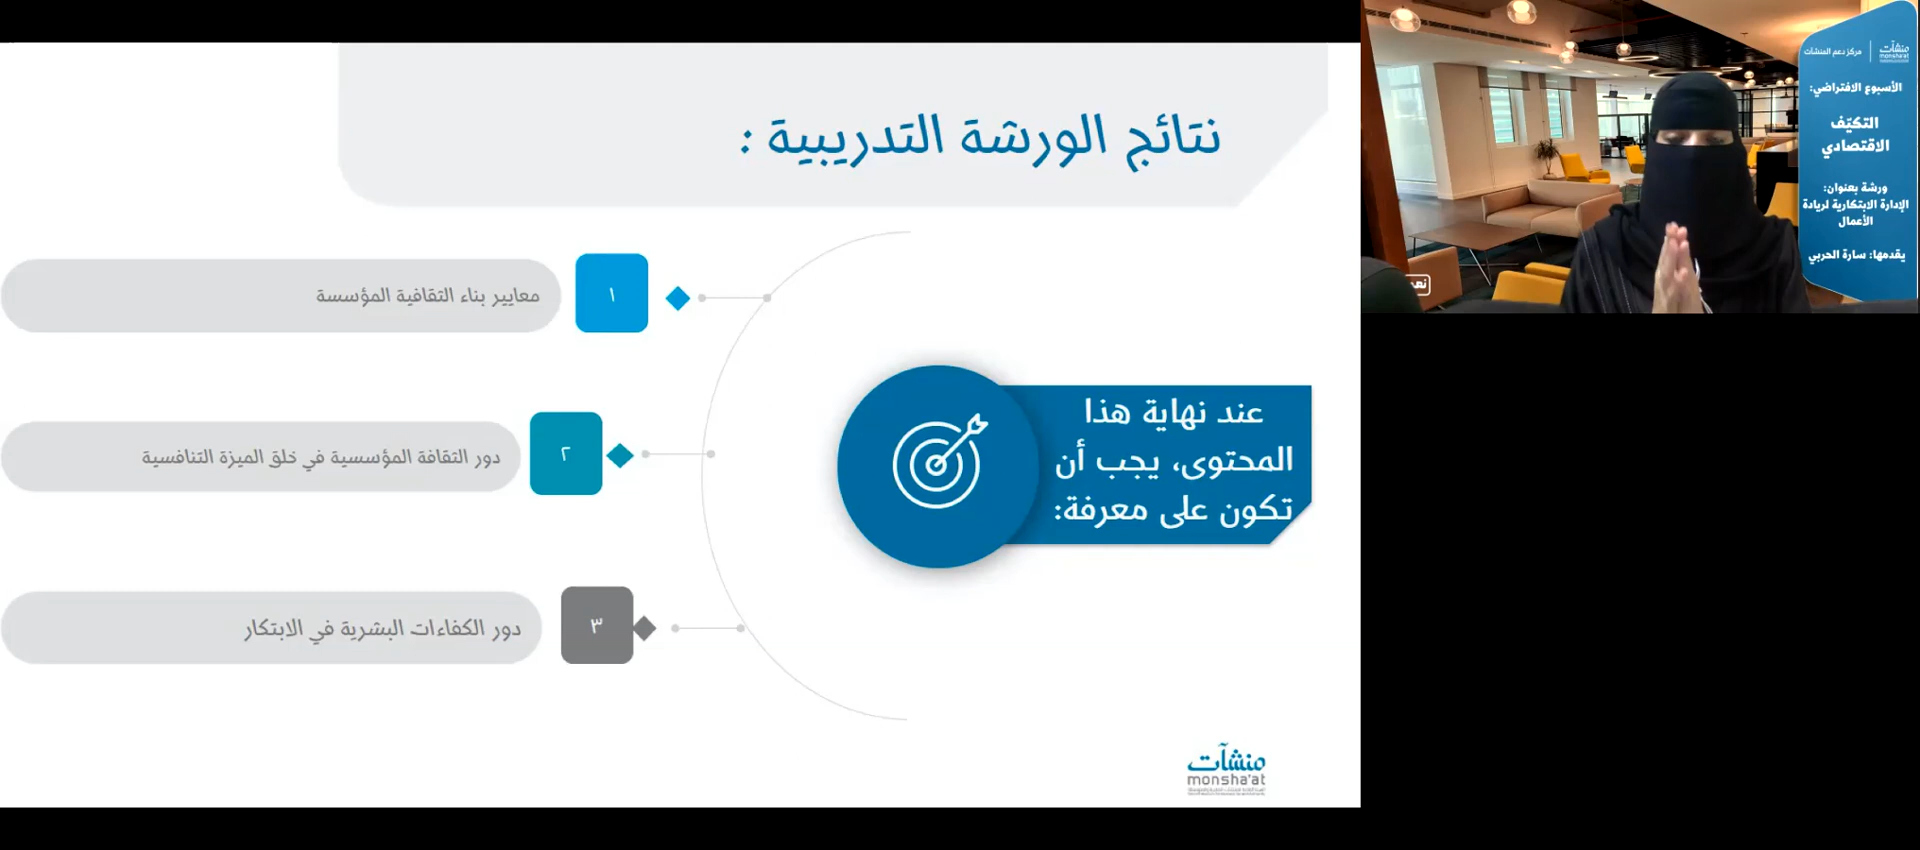 نتائج الورشة التدريبية :
عند نهاية هذا
المحتوى، يجب أن
تكون على معرفة:
١
معايير بناء الثقافية المؤسسة
٢
دور الثقافة المؤسسية في خلق الميزة التنافسية
٣
دور الكفاءات البشرية في الابتكار
منشآت
monsha'at
مركز دعم المنشآت
منشآت
monsha'at
الأسبوع الافتراضي:
التكيّف
الاقتصادي
ورشة بعنوان:
الإدارة الابتكارية لريادة
الأعمال
يقدمها: سارة الحربي